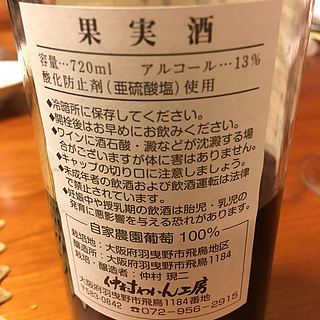 果実酒
容量…720ml アルコール…13%
酸化防止剤(亜硫酸塩)使用
◆冷暗所に保存してください。
◆開栓後はお早めにお飲みください。
◆ワインに酒石酸・澱などが沈澱する場
合がございますが体に害はありません。
◆キャップの切り口に注意しましょう。
◆未成年者の飲酒および飲酒運転は法律
で禁止されています。
◆妊娠中や授乳期の飲酒は胎児・乳児の
発育に悪影響を与える恐れがあります。
自家農園葡萄 100%
栽培地:大阪府羽曳野市飛鳥地区
醸造所:大阪府羽曳野市飛鳥1184
栽培、醸造者:仲村 現二
仲村わいん工房
大阪府羽曳野市飛鳥1184番地
〒583-0842 ☎072-956-2915